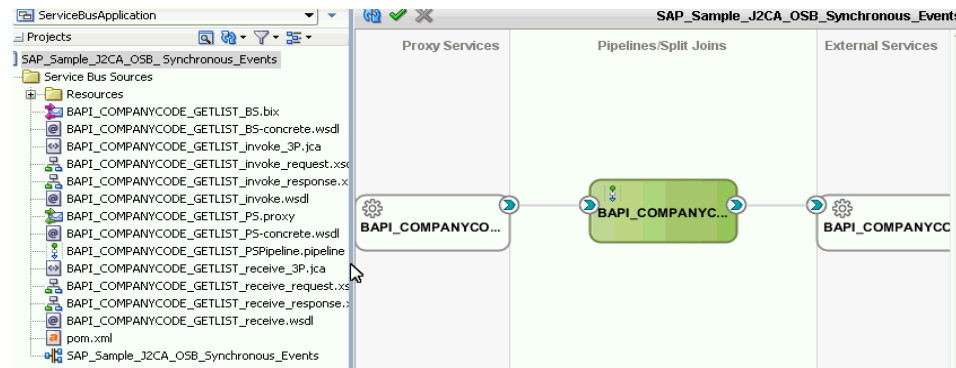 ServiceBusApplication
SAP_Sample_J2CA_OSB_Synchronous_Event
Projects
SAP_Sample_J2CA_OSB_ Synchronous_Events
Service Bus Sources
Resources
BAPI_COMPANYCODE_GETLIST_BS.bix
BAPI_COMPANYCODE_GETLIST_BS-concrete.wsdl
BAPI_COMPANYCODE_GETLIST_invoke_3P.jca
BAPI_COMPANYCODE_GETLIST_invoke_request.xsd
BAPI_COMPANYCODE_GETLIST_invoke_response.x
BAPI_COMPANYCODE_GETLIST_invoke.wsdl
BAPI_COMPANYCODE_GETLIST_PS.proxy
BAPI_COMPANYCODE_GETLIST_PS-concrete.wsdl
BAPI_COMPANYCODE_GETLIST_PSPipeline.pipeline
BAPI_COMPANYCODE_GETLIST_receive_3P.jca
BAPI_COMPANYCODE_GETLIST_receive_request.xs
BAPI_COMPANYCODE_GETLIST_receive_response.
BAPI_COMPANYCODE_GETLIST_receive.wsdl
pom.xml
SAP_Sample_J2CA_OSB_Synchronous_Events
Proxy Services
Pipelines/Split Joins
External Services
BAPI_COMPANYCO...
BAPI_COMPANYC...
BAPI_COMPANYCC